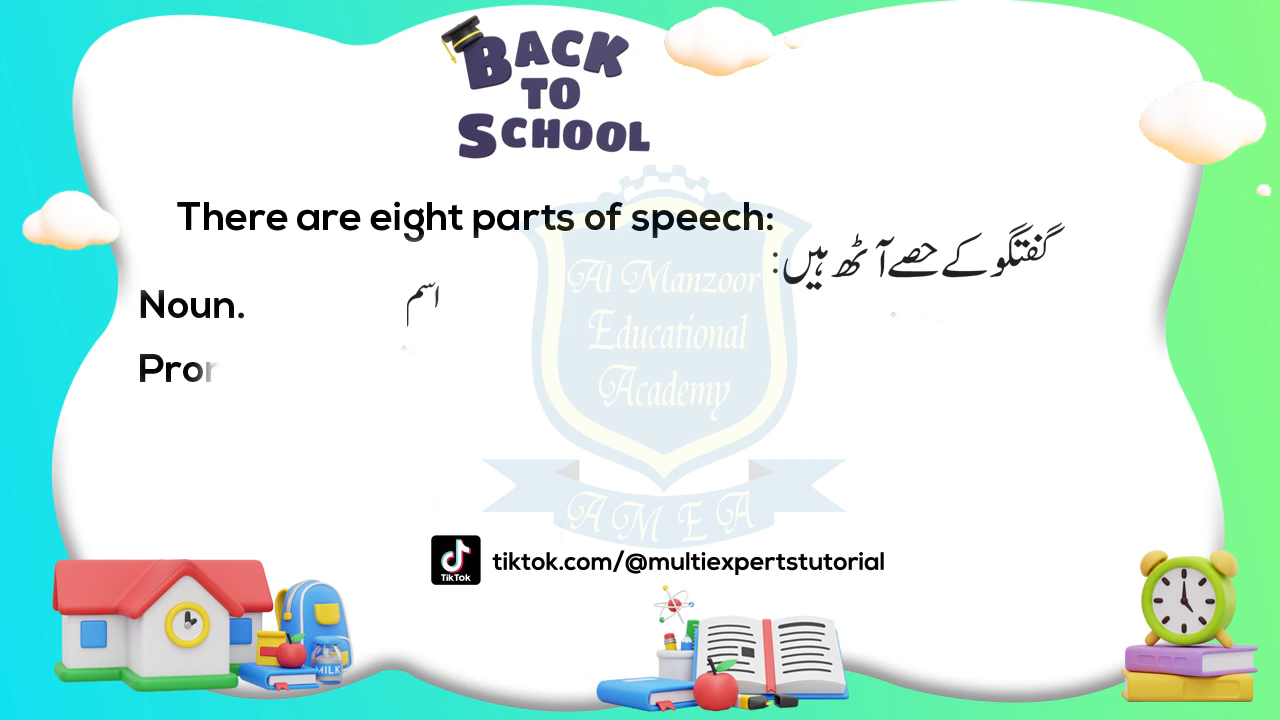 BACK
TO
SCHOOL
There are eight parts of speech:
گفتگو کے حصے آٹھ ہیں:
Noun.
اسم
Pron
Al Manzoor
Educational
Academy
A M E A
TikTok
tiktok.com/@multiexpertstutorial
MILK